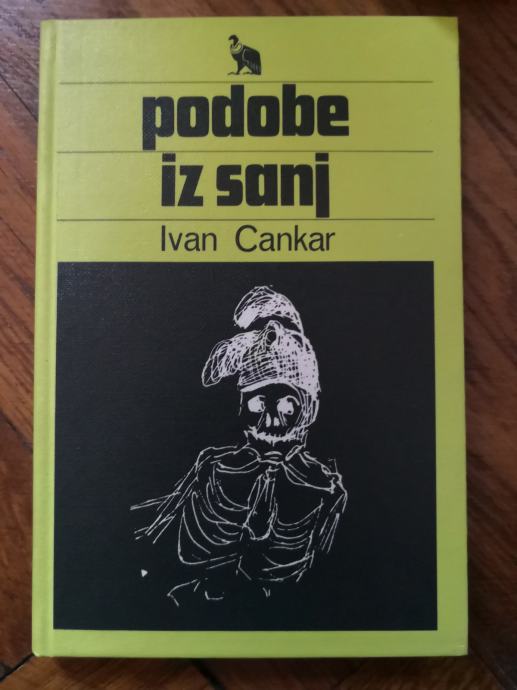 podobe
iz sanj
Ivan Cankar